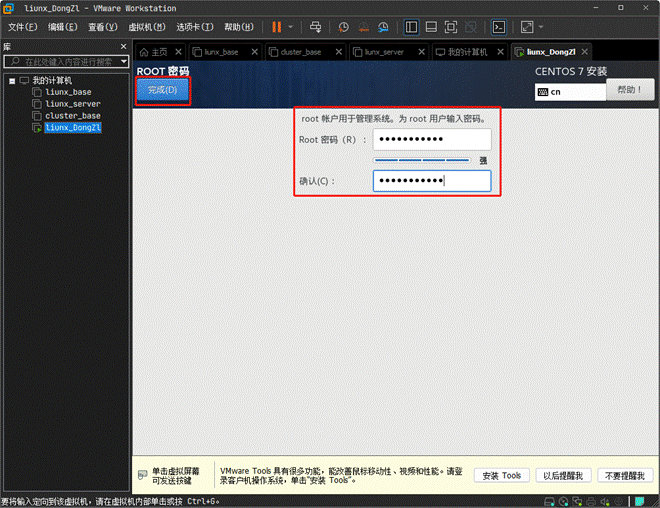 liunx_DongZl - VMware Workstation
文件(F) 编辑(E) 查看(V) 虚拟机(M) 选项卡(T) 帮助(H)
库
在此处键入内容进行搜索
我的计算机
liunx_base
liunx_server
cluster_base
liunx_DongZl
主页 liunx_base cluster_base liunx_server 我的计算机 liunx_DongZl
ROOT 密码
完成(D)
CENTOS 7 安装
cn
帮助！
root 帐户用于管理系统。为 root 用户输入密码。
Root 密码（R）：
强
确认(C)：
单击虚拟屏幕
可发送按键
VMware Tools 具有很多功能，能改善鼠标移动性、视频和性能。请登
录客户机操作系统，单击"安装 Tools"。
安装 Tools 以后提醒我 不要提醒我
要将输入定向到该虚拟机，请在虚拟机内部单击或按 Ctrl+G。